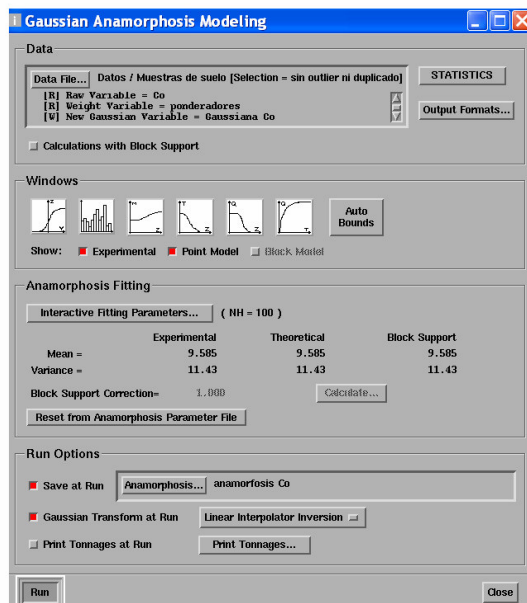 Gaussian Anamorphosis Modeling
Data
Data File... Datos / Muestras de suelo [Selection = sin outlier ni duplicado]
[R] Raw Variable = Co
[R] Weight Variable = ponderadores
[W] New Gaussian Variable = Gaussiana Co
STATISTICS
Output Formats...
Calculations with Block Support
Windows
Z Y
M Z
T Z
Q Z
Q T
Auto Bounds
Show: Experimental Point Model Block Model
Anamorphosis Fitting
Interactive Fitting Parameters... ( NH = 100 )
Experimental Theoretical Block Support
Mean = 9.585 9.585 9.585
Variance = 11.43 11.43 11.43
Block Support Correction= 1.000 Calculate...
Reset from Anamorphosis Parameter File
Run Options
Save at Run Anamorphosis... anamorfosis Co
Gaussian Transform at Run Linear Interpolator Inversion
Print Tonnages at Run Print Tonnages...
Run Close